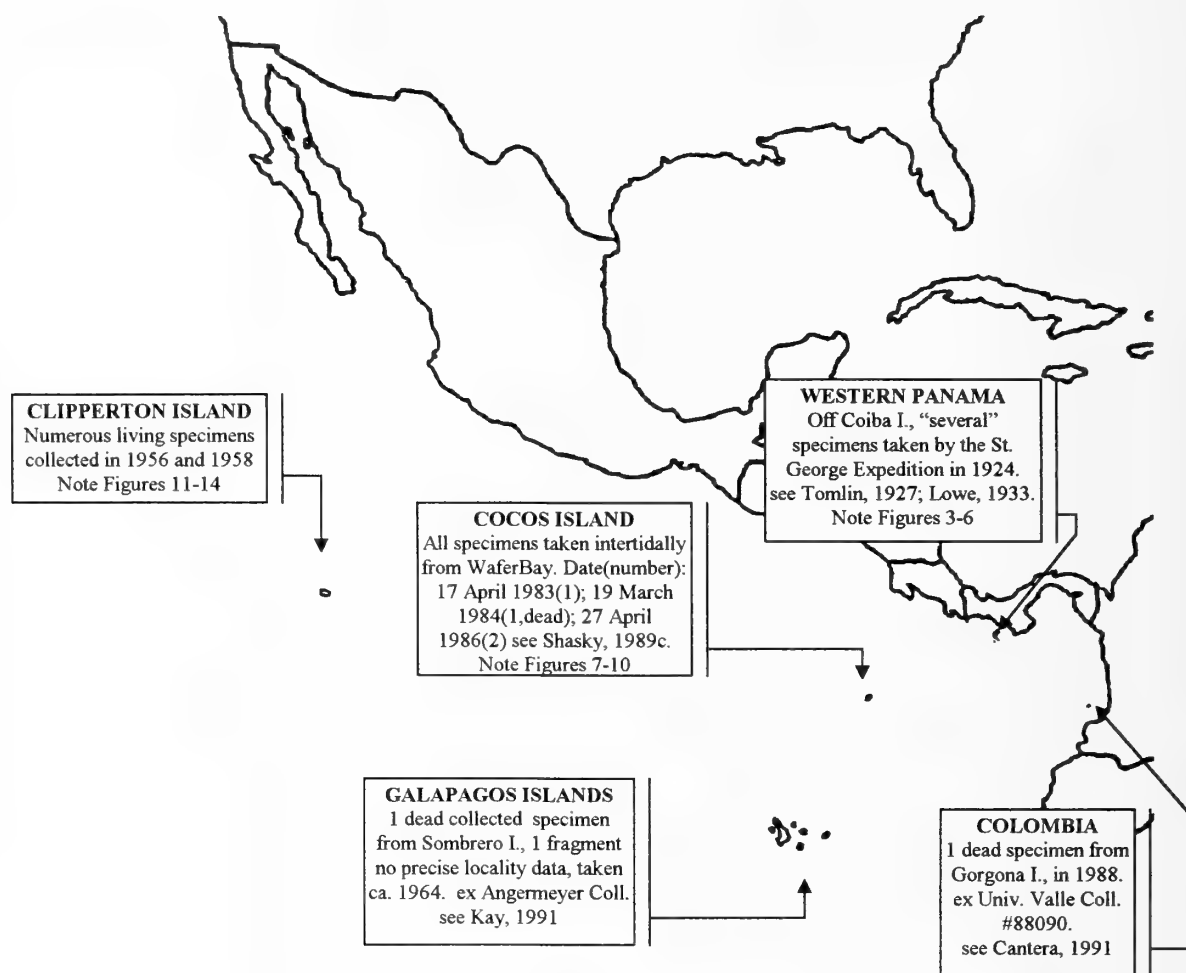 CLIPPERTON ISLAND
Numerous living specimens
collected in 1956 and 1958
Note Figures 11-14
WESTERN PANAMA
Off Coiba I., “several”
specimens taken by the St.
George Expedition in 1924.
see Tomlin, 1927; Lowe, 1933.
Note Figures 3-6
COCOS ISLAND
All specimens taken intertidally
from WaferBay. Date(number):
17 April 1983(1); 19 March
1984(1,dead); 27 April
1986(2) see Shasky, 1989c.
Note Figures 7-10
GALAPAGOS ISLANDS
1 dead collected specimen
from Sombrero I., 1 fragment
no precise locality data, taken
ca. 1964. ex Angermeyer Coll.
see Kay, 1991
COLOMBIA
1 dead specimen from
Gorgona I., in 1988.
ex Univ. Valle Coll.
#88090.
see Cantera, 1991